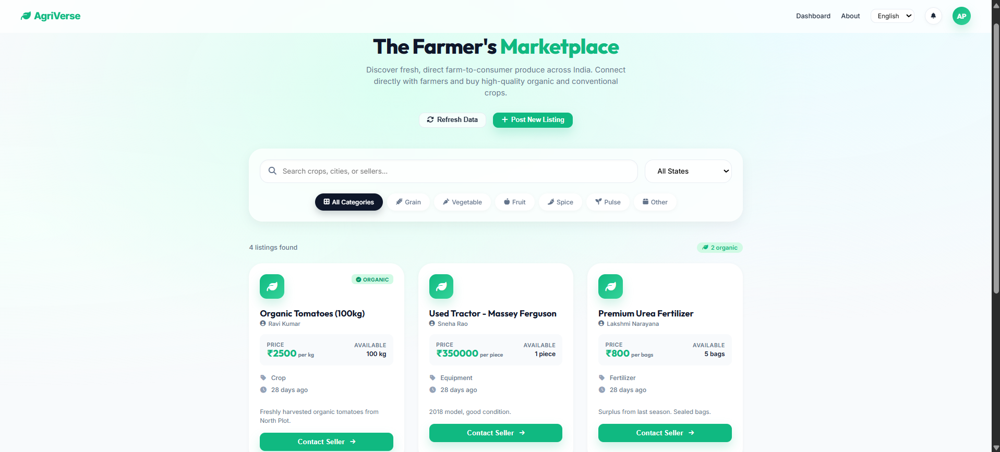 AgriVerse
Dashboard
About
English
AP
The Farmer's Marketplace
Discover fresh, direct farm-to-consumer produce across India. Connect
directly with farmers and buy high-quality organic and conventional
crops.
Refresh Data
Post New Listing
Search crops, cities, or sellers...
All States
All Categories
Grain
Vegetable
Fruit
Spice
Pulse
Other
4 listings found
2 organic
ORGANIC
Organic Tomatoes (100kg)
Ravi Kumar
PRICE
AVAILABLE
₹2500 per kg
100 kg
Crop
28 days ago
Freshly harvested organic tomatoes from
North Plot.
Contact Seller
Used Tractor - Massey Ferguson
Sneha Rao
PRICE
AVAILABLE
₹350000 per piece
1 piece
Equipment
28 days ago
2018 model, good condition.
Contact Seller
Premium Urea Fertilizer
Lakshmi Narayana
PRICE
AVAILABLE
₹800 per bags
5 bags
Fertilizer
28 days ago
Surplus from last season. Sealed bags.
Contact Seller